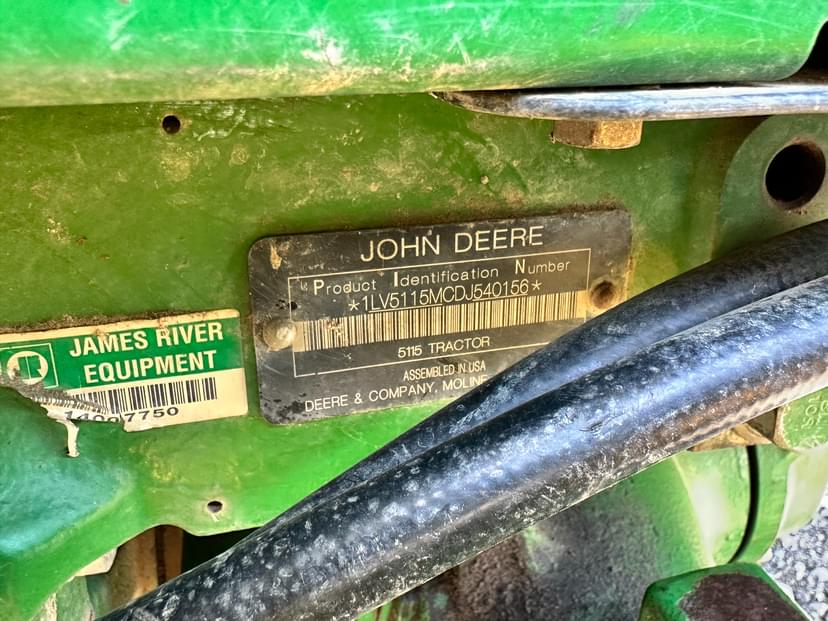 JOHN DEERE
Product Identification Number
*1LV5115MCDJ540156*
5115 TRACTOR
ASSEMBLED IN USA
DEERE & COMPANY, MOLINE
JAMES RIVER
EQUIPMENT